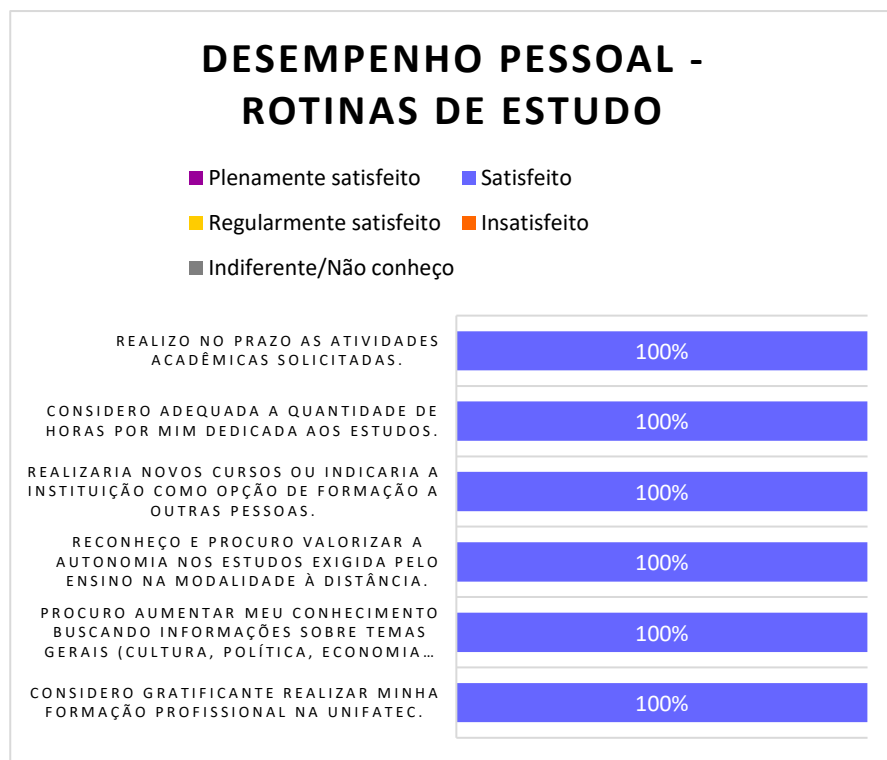 DESEMPENHO PESSOAL -
ROTINAS DE ESTUDO
Plenamente satisfeito
Satisfeito
Regularmente satisfeito
Insatisfeito
Indiferente/Não conheço
REALIZO NO PRAZO AS ATIVIDADES
ACADÊMICAS SOLICITADAS.
100%
CONSIDERO ADEQUADA A QUANTIDADE DE
HORAS POR MIM DEDICADA AOS ESTUDOS.
100%
REALIZARIA NOVOS CURSOS OU INDICARIA A
INSTITUIÇÃO COMO OPÇÃO DE FORMAÇÃO A
OUTRAS PESSOAS.
100%
RECONHEÇO E PROCURO VALORIZAR A
AUTONOMIA NOS ESTUDOS EXIGIDA PELO
ENSINO NA MODALIDADE À DISTÂNCIA.
100%
PROCURO AUMENTAR MEU CONHECIMENTO
BUSCANDO INFORMAÇÕES SOBRE TEMAS
GERAIS (CULTURA, POLÍTICA, ECONOMIA…
100%
CONSIDERO GRATIFICANTE REALIZAR MINHA
FORMAÇÃO PROFISSIONAL NA UNIFATEC.
100%